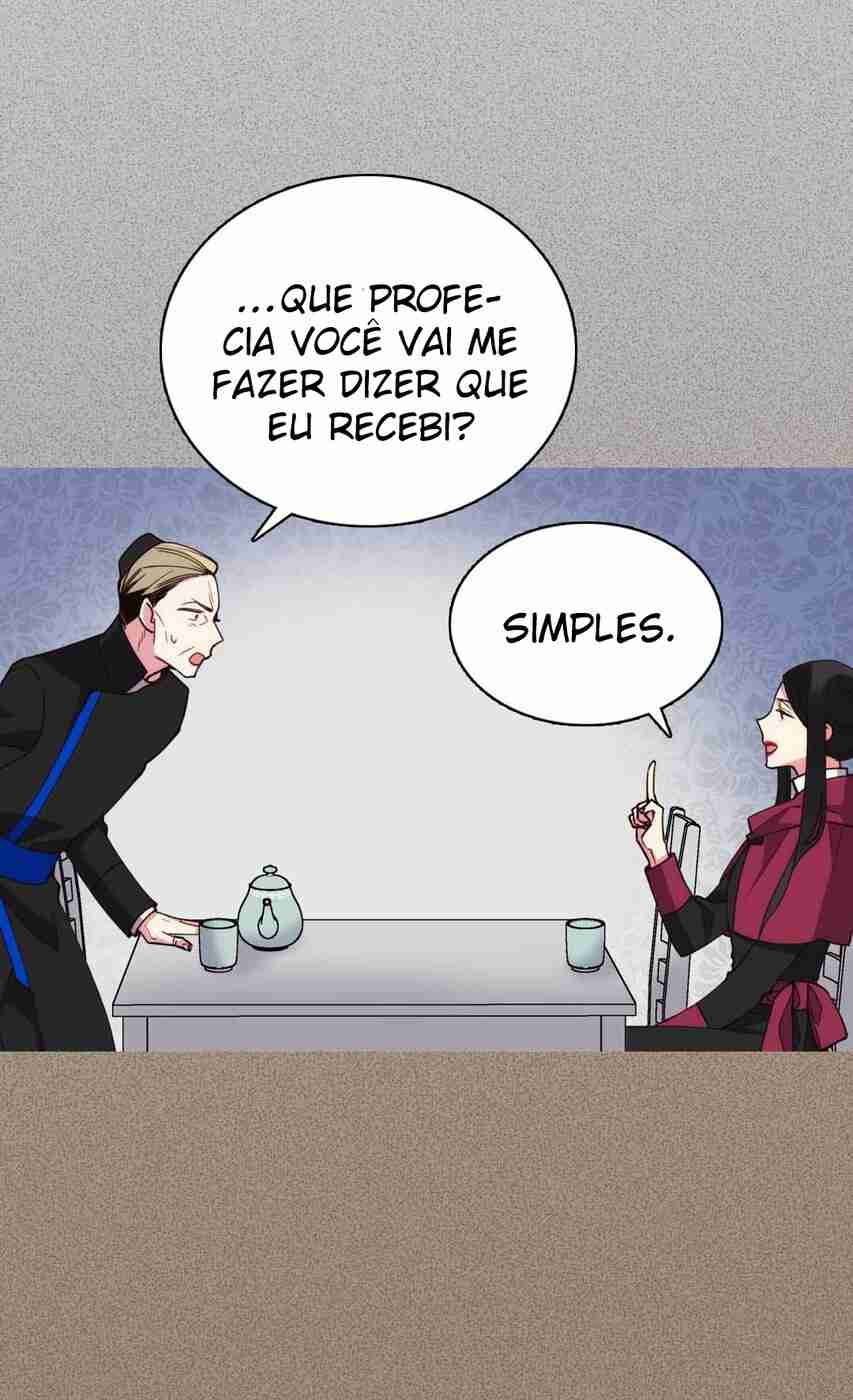 ...QUE PROFE-
CIA VOCÊ VAI ME
FAZER DIZER QUE
EU RECEBI?
SIMPLES.